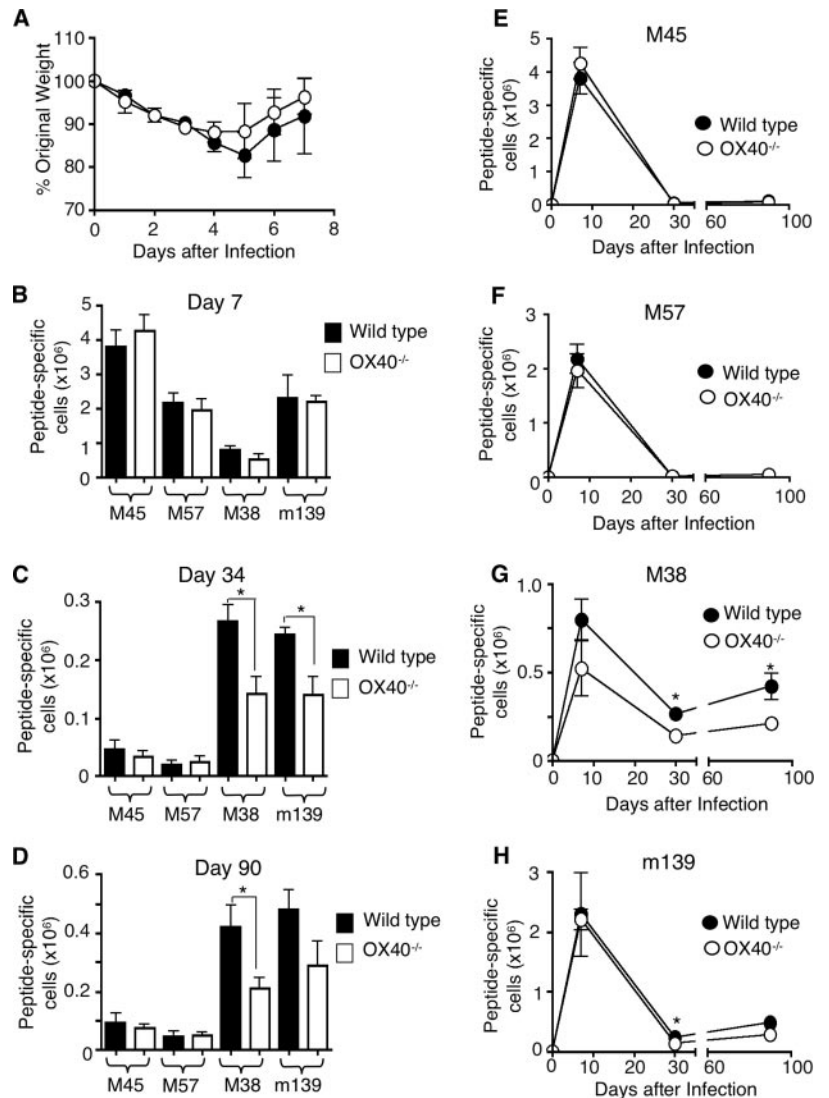 A
% Original Weight
110
100
90
80
70
0 2 4 6 8
Days after Infection
B
Day 7
Peptide-specific
cells (x10⁶)
5
4
3
2
1
0
M45 M57 M38 m139
Wild type
OX40⁻/⁻
C
Day 34
Peptide-specific
cells (x10⁶)
0.3
0.2
0.1
0
* *
M45 M57 M38 m139
Wild type
OX40⁻/⁻
D
Day 90
Peptide-specific
cells (x10⁶)
0.6
0.4
0.2
0
*
M45 M57 M38 m139
Wild type
OX40⁻/⁻
E
M45
Peptide-specific
cells (x10⁶)
5
4
3
2
1
0
0 10 20 30 60 80 100
Days after Infection
Wild type
OX40⁻/⁻
F
M57
Peptide-specific
cells (x10⁶)
3
2
1
0
0 10 20 30 60 80 100
Days after Infection
Wild type
OX40⁻/⁻
G
M38
Peptide-specific
cells (x10⁶)
1.0
0.5
0
* *
0 10 20 30 60 80 100
Days after Infection
Wild type
OX40⁻/⁻
H
m139
Peptide-specific
cells (x10⁶)
3
2
1
0
*
0 10 20 30 60 80 100
Days after Infection
Wild type
OX40⁻/⁻